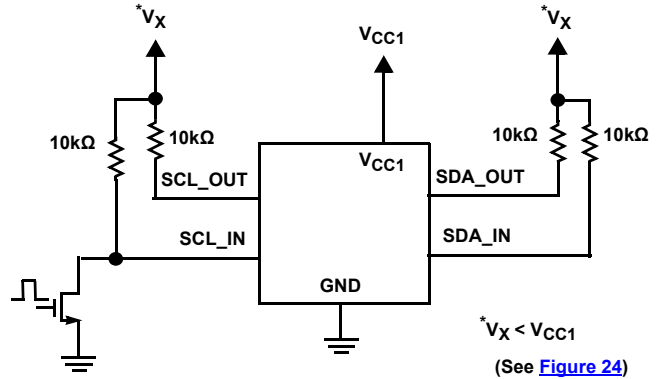 *VX
VCC1
*VX
10kΩ
10kΩ
10kΩ
10kΩ
VCC1
SCL_OUT
SDA_OUT
SCL_IN
SDA_IN
GND
*VX < VCC1
(See Figure 24)